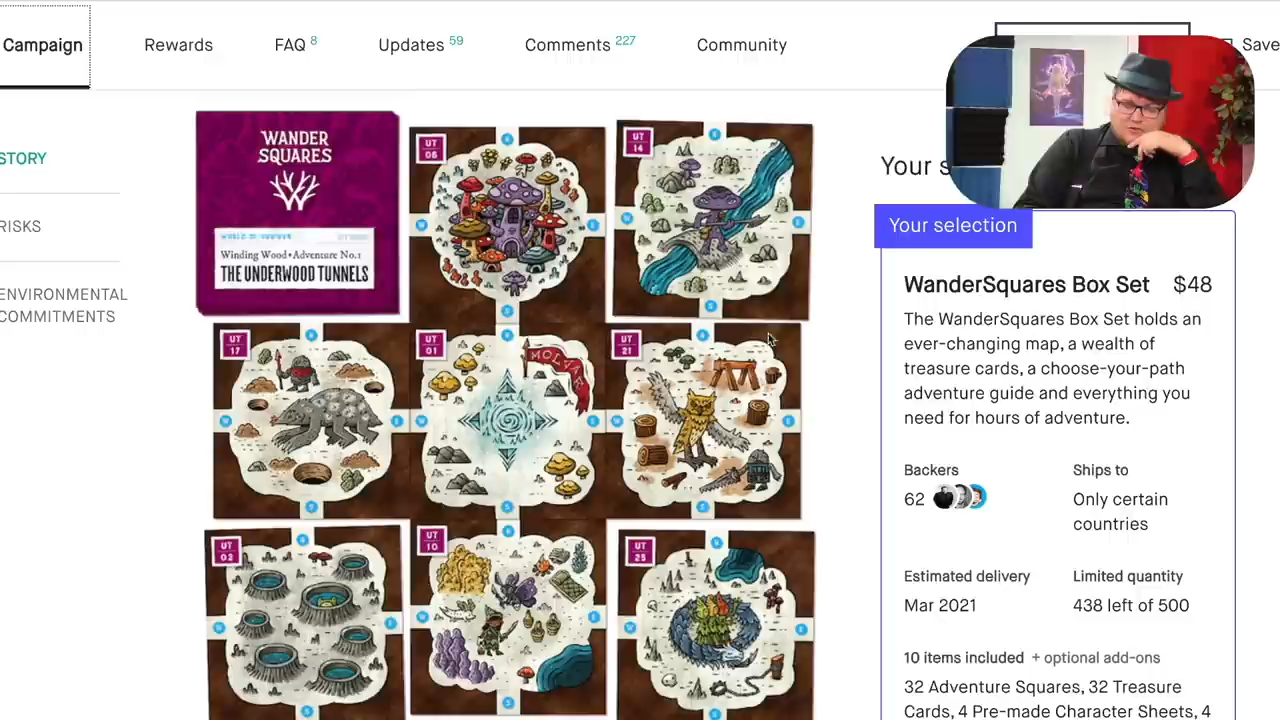 Campaign
Rewards
FAQ 8
Updates 59
Comments 227
Community
Save
STORY
RISKS
ENVIRONMENTAL
COMMITMENTS
WANDER
SQUARES
Winding Wood • Adventure No.1
THE UNDERWOOD TUNNELS
UT
06
UT
14
UT
17
UT
01
MOLVAR
UT
21
UT
02
UT
10
UT
25
Your s
Your selection
WanderSquares Box Set $48
The WanderSquares Box Set holds an
ever-changing map, a wealth of
treasure cards, a choose-your-path
adventure guide and everything you
need for hours of adventure.
Backers
62
Ships to
Only certain
countries
Estimated delivery
Mar 2021
Limited quantity
438 left of 500
10 items included + optional add-ons
32 Adventure Squares, 32 Treasure
Cards, 4 Pre-made Character Sheets, 4